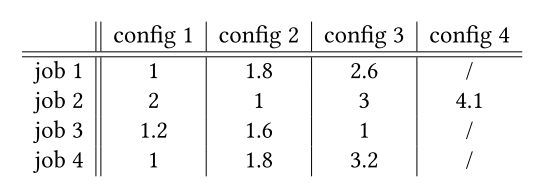 config 1 config 2 config 3 config 4
job 1 1 1.8 2.6 /
job 2 2 1 3 4.1
job 3 1.2 1.6 1 /
job 4 1 1.8 3.2 /